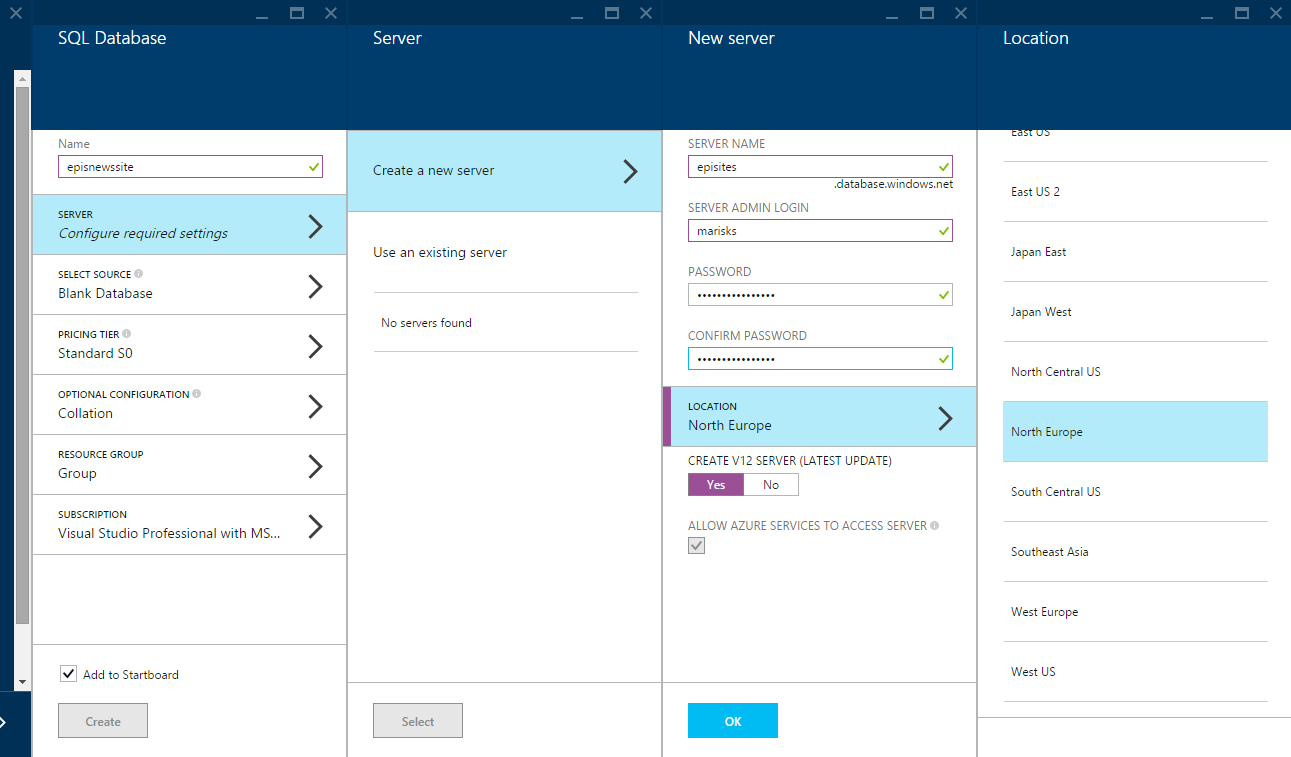 SQL Database
Name
episnewssite
SERVER
Configure required settings
SELECT SOURCE
Blank Database
PRICING TIER
Standard S0
OPTIONAL CONFIGURATION
Collation
RESOURCE GROUP
Group
SUBSCRIPTION
Visual Studio Professional with MS...
Add to Startboard
Create
Server
Create a new server
Use an existing server
No servers found
Select
New server
SERVER NAME
episites
.database.windows.net
SERVER ADMIN LOGIN
marisks
PASSWORD
••••••••••••••••
CONFIRM PASSWORD
••••••••••••••••
LOCATION
North Europe
CREATE V12 SERVER (LATEST UPDATE)
Yes No
ALLOW AZURE SERVICES TO ACCESS SERVER
OK
Location
East US
East US 2
Japan East
Japan West
North Central US
North Europe
South Central US
Southeast Asia
West Europe
West US